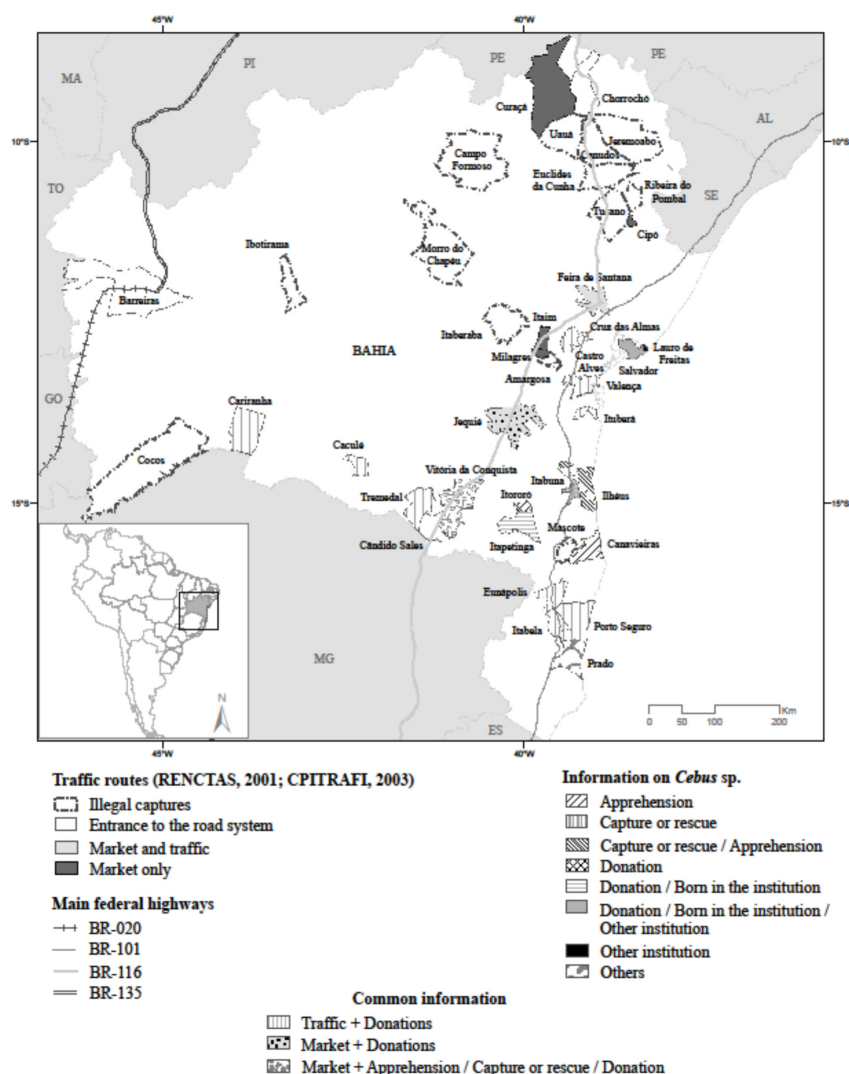 45°W
40°W
PI
PE
PE
MA
Curaçá
Chorrochó
10°S
10°S
Uauá
Jeremoabo
AL
Campo
Formoso
Canudos
Euclides
da Cunha
TO
Ribeira do
Pombal
SE
Tucano
Cipó
Ibotirama
Morro do
Chapéu
Feira de Santana
Barreiras
Itaim
Itaberaba
Cruz das Almas
BAHIA
Milagres
Castro
Alves
Lauro de
Freitas
Amargosa
Salvador
Valença
GO
Cariranha
Jequié
Ituberá
Caculé
Cocos
Vitória da Conquista
Itabuna
Tremedal
Itororó
Ilhéus
15°S
15°S
Mascote
Cândido Sales
Itapetinga
Canavieiras
Eunápolis
Itabela
Porto Seguro
MG
Prado
N
Km
0 50 100 200
ES
45°W
40°W
Traffic routes (RENCTAS, 2001; CPITRAFI, 2003)
Illegal captures
Entrance to the road system
Market and traffic
Market only
Main federal highways
BR-020
BR-101
BR-116
BR-135
Information on Cebus sp.
Apprehension
Capture or rescue
Capture or rescue / Apprehension
Donation
Donation / Born in the institution
Donation / Born in the institution /
Other institution
Other institution
Others
Common information
Traffic + Donations
Market + Donations
Market + Apprehension / Capture or rescue / Donation